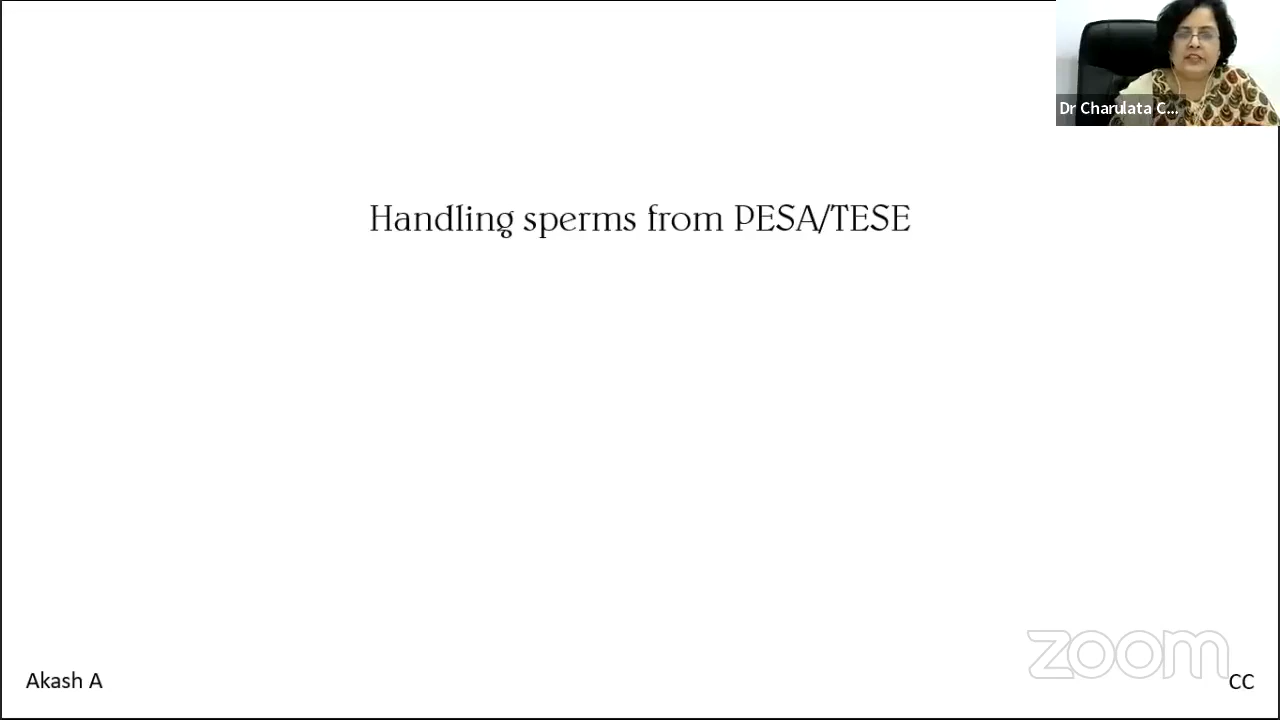 Dr Charulata C...
Handling sperms from PESA/TESE
zoom
Akash A
CC